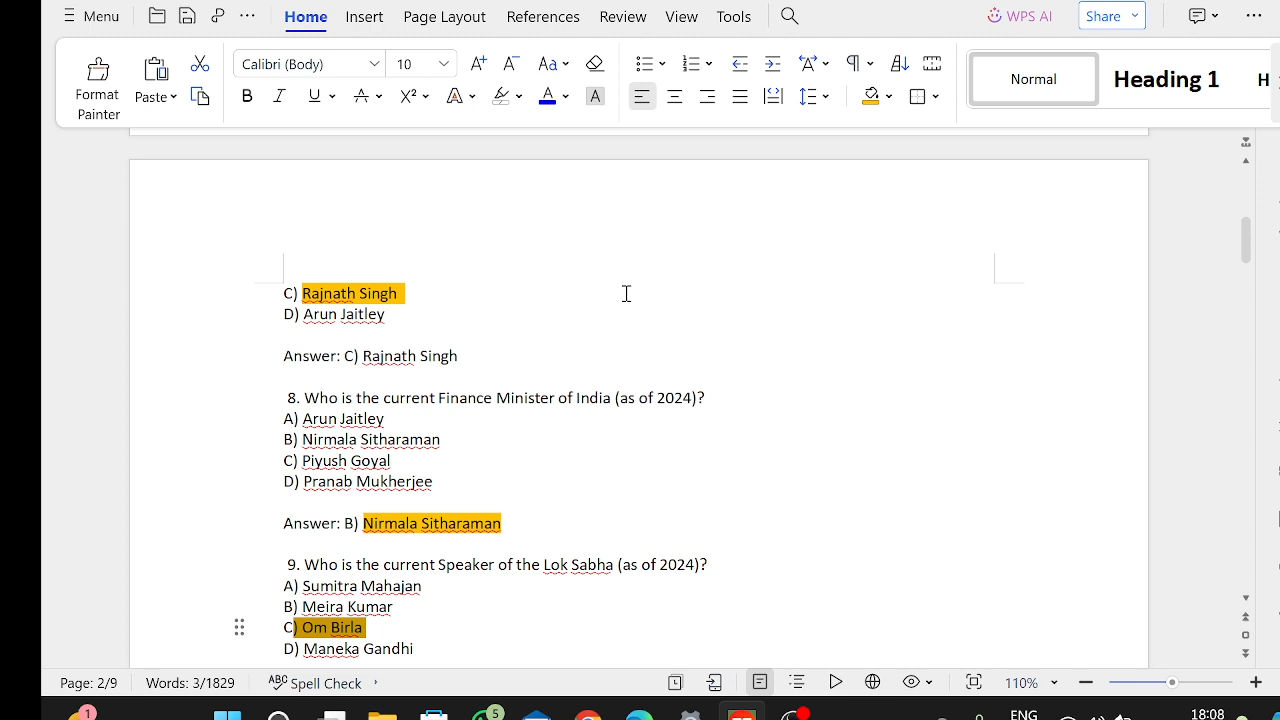 Menu Home Insert Page Layout References Review View Tools WPS AI Share
Calibri (Body) 10 Normal Heading 1 H
Format Painter Paste
C) Rajnath Singh
D) Arun Jaitley
Answer: C) Rajnath Singh
8. Who is the current Finance Minister of India (as of 2024)?
A) Arun Jaitley
B) Nirmala Sitharaman
C) Piyush Goyal
D) Pranab Mukherjee
Answer: B) Nirmala Sitharaman
9. Who is the current Speaker of the Lok Sabha (as of 2024)?
A) Sumitra Mahajan
B) Meira Kumar
C) Om Birla
D) Maneka Gandhi
Page: 2/9 Words: 3/1829 Spell Check 110%
1 5 ENG 18:08